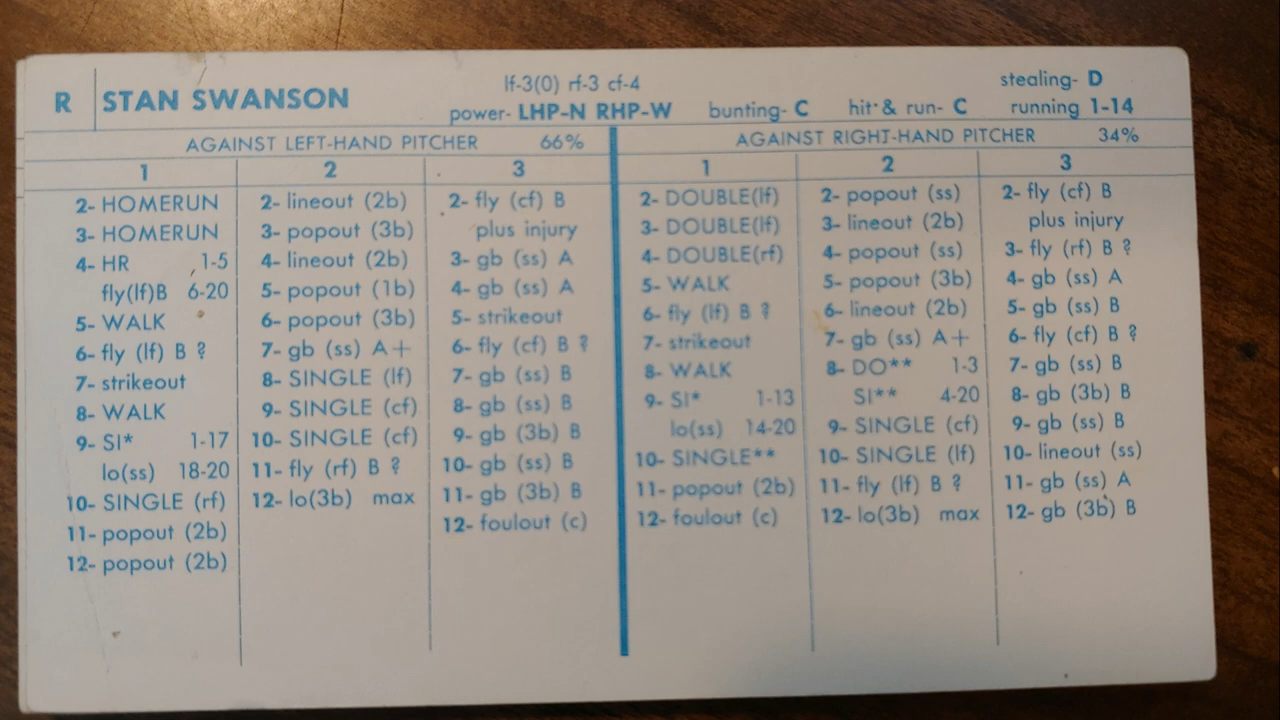 R STAN SWANSON
lf-3(0) rf-3 cf-4
power- LHP-N RHP-W
bunting- C
hit & run- C
stealing- D
running 1-14
AGAINST LEFT-HAND PITCHER 66%
1
2- HOMERUN
3- HOMERUN
4- HR 1-5
fly(lf)B 6-20
5- WALK
6- fly (lf) B ?
7- strikeout
8- WALK
9- SI* 1-17
lo(ss) 18-20
10- SINGLE (rf)
11- popout (2b)
12- popout (2b)
2
2- lineout (2b)
3- popout (3b)
4- lineout (2b)
5- popout (1b)
6- popout (3b)
7- gb (ss) A+
8- SINGLE (lf)
9- SINGLE (cf)
10- SINGLE (cf)
11- fly (rf) B ?
12- lo(3b) max
3
2- fly (cf) B
plus injury
3- gb (ss) A
4- gb (ss) A
5- strikeout
6- fly (cf) B ?
7- gb (ss) B
8- gb (ss) B
9- gb (3b) B
10- gb (ss) B
11- gb (3b) B
12- foulout (c)
AGAINST RIGHT-HAND PITCHER 34%
1
2- DOUBLE(lf)
3- DOUBLE(lf)
4- DOUBLE(rf)
5- WALK
6- fly (lf) B ?
7- strikeout
8- WALK
9- SI* 1-13
lo(ss) 14-20
10- SINGLE**
11- popout (2b)
12- foulout (c)
2
2- popout (ss)
3- lineout (2b)
4- popout (ss)
5- popout (3b)
6- lineout (2b)
7- gb (ss) A+
8- DO** 1-3
SI** 4-20
9- SINGLE (cf)
10- SINGLE (lf)
11- fly (lf) B ?
12- lo(3b) max
3
2- fly (cf) B
plus injury
3- fly (rf) B ?
4- gb (ss) A
5- gb (ss) B
6- fly (cf) B ?
7- gb (ss) B
8- gb (3b) B
9- gb (ss) B
10- lineout (ss)
11- gb (ss) A
12- gb (3b) B